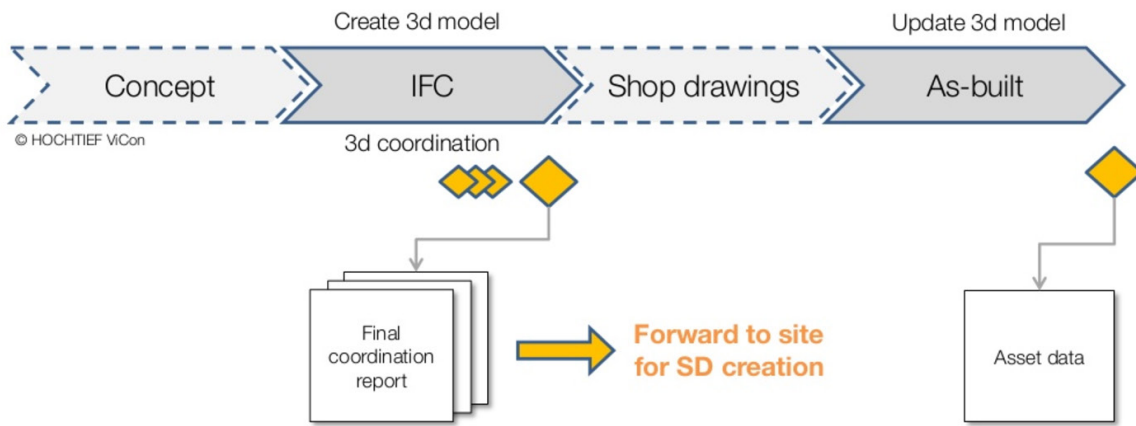 Create 3d model
Update 3d model
Concept
IFC
Shop drawings
As-built
© HOCHTIEF ViCon
3d coordination
Final
coordination
report
Forward to site
for SD creation
Asset data